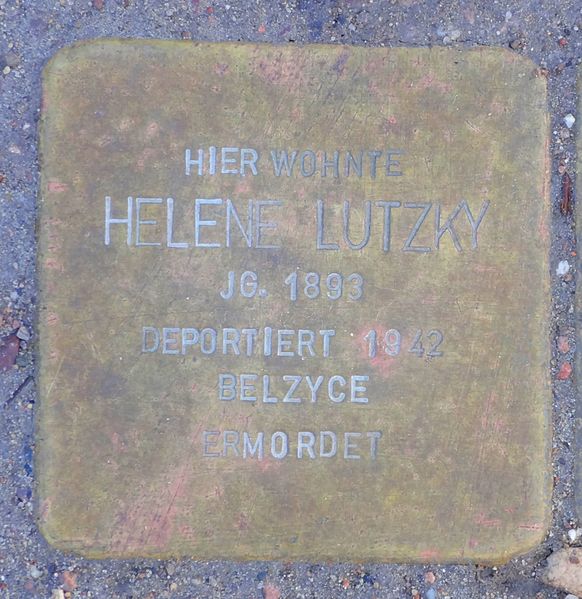 HIER WOHNTE
HELENE LUTZKY
JG. 1893
DEPORTIERT 1942
BELZYCE
ERMORDET